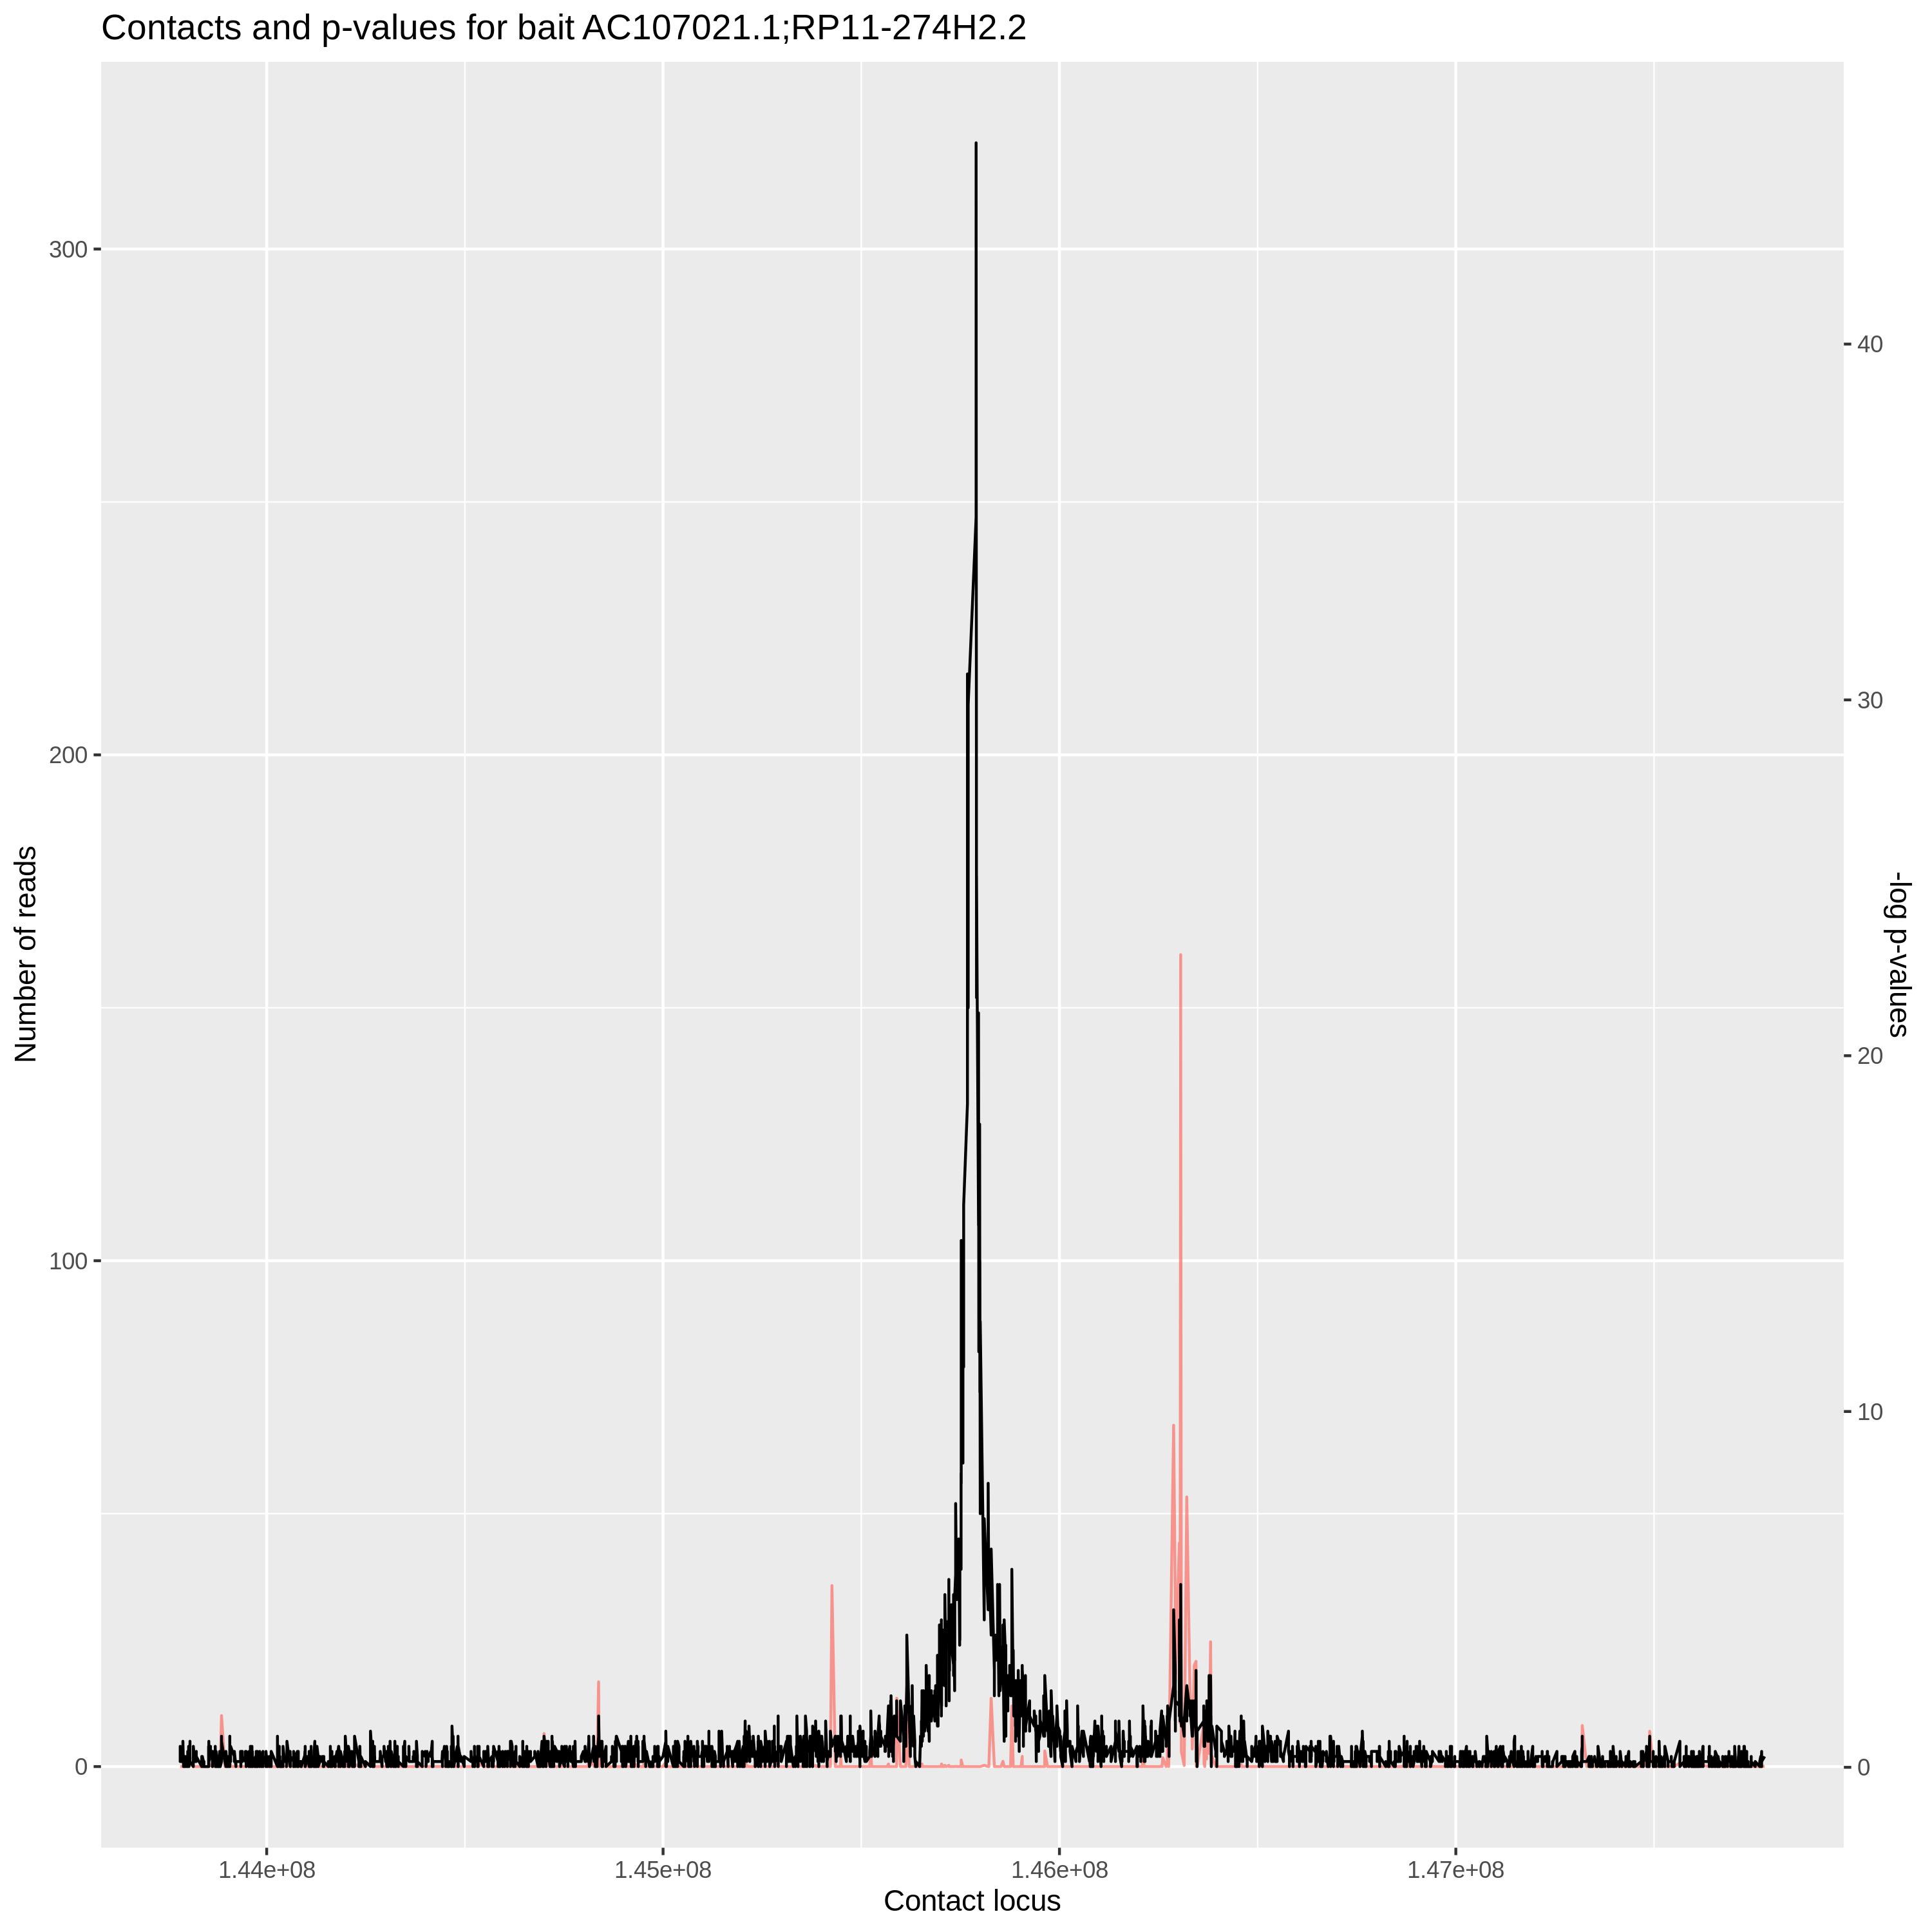 Contacts and p-values for bait AC107021.1;RP11-274H2.2
300
200
100
0
Number of reads
40
30
20
10
0
-log p-values
1.44e+08
1.45e+08
1.46e+08
1.47e+08
Contact locus